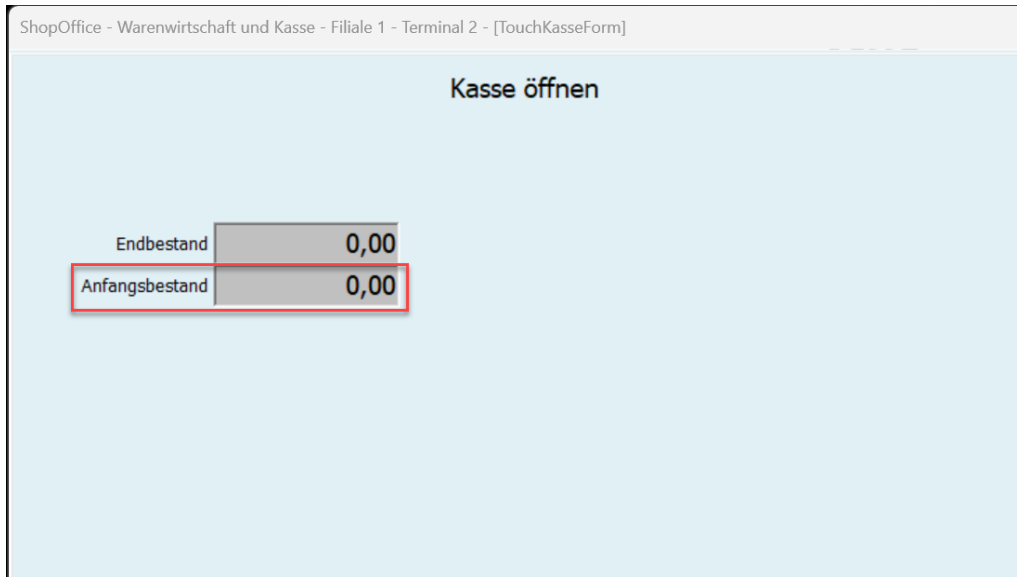 ShopOffice - Warenwirtschaft und Kasse - Filiale 1 - Terminal 2 - [TouchKasseForm]
Kasse öffnen
Endbestand 0,00
Anfangsbestand 0,00